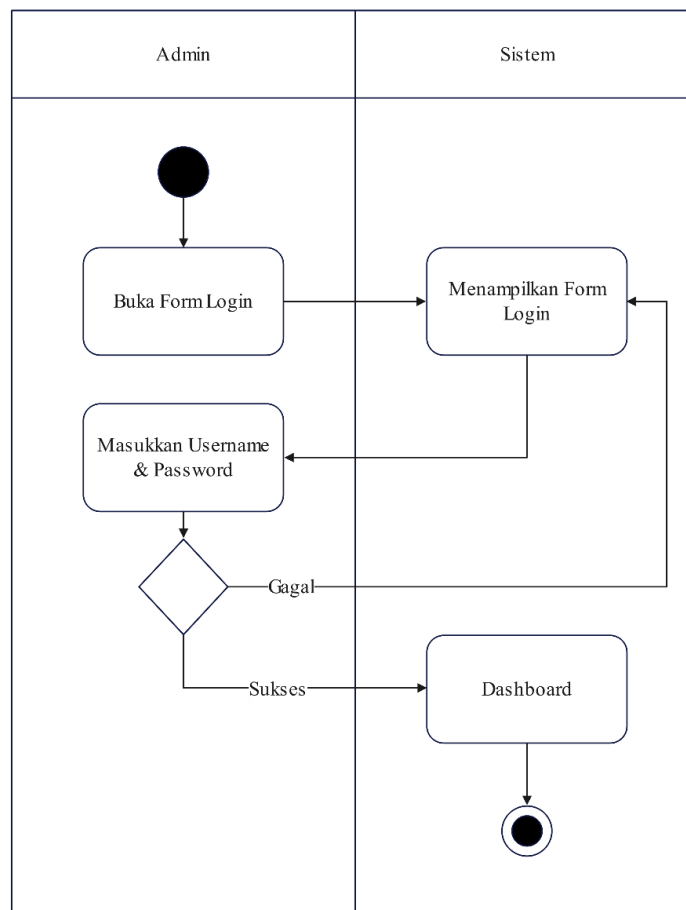 Admin
Sistem
Buka Form Login
Menampilkan Form
Login
Masukkan Username
& Password
Gagal
Sukses
Dashboard